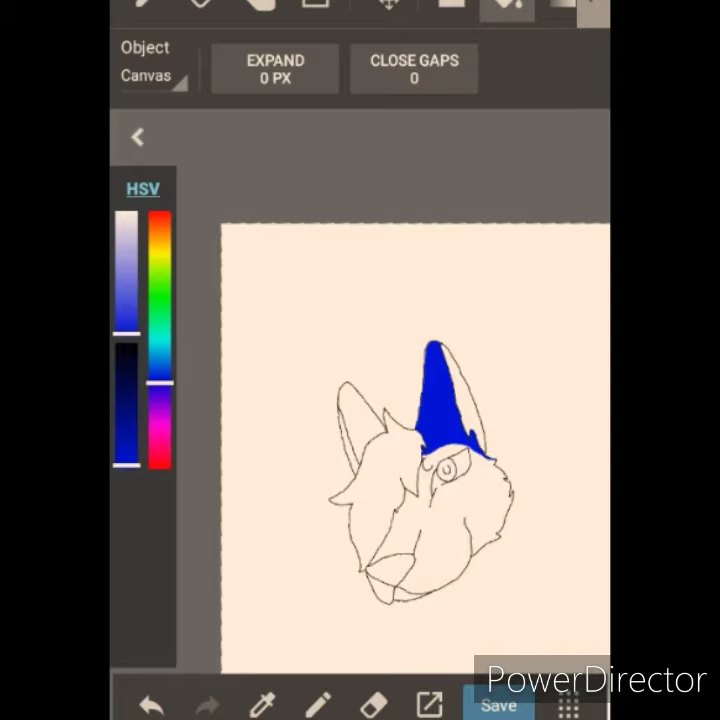 Object
Canvas
EXPAND
0 PX
CLOSE GAPS
0
HSV
PowerDirector
Save